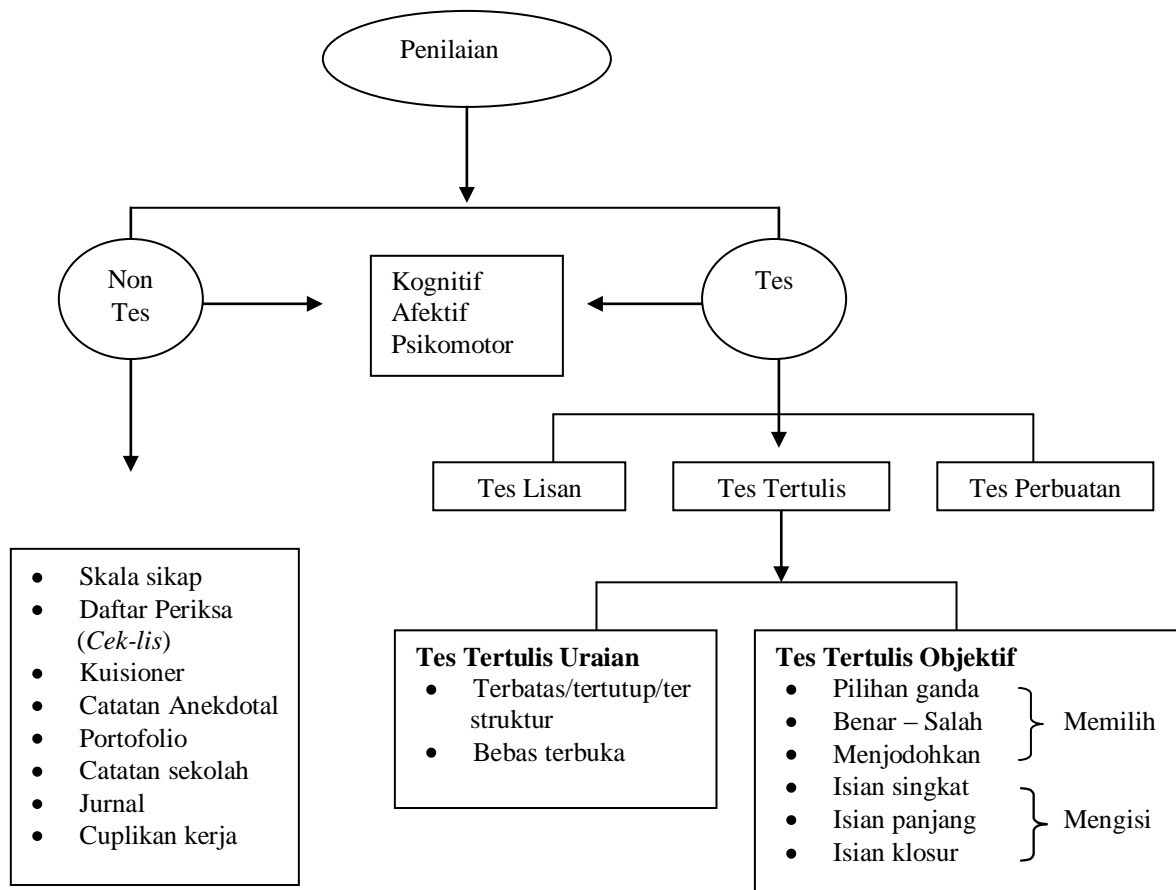 Penilaian
Non
Tes
Kognitif
Afektif
Psikomotor
Tes
Tes Lisan
Tes Tertulis
Tes Perbuatan
• Skala sikap
• Daftar Periksa
(Cek-lis)
• Kuisioner
• Catatan Anekdotal
• Portofolio
• Catatan sekolah
• Jurnal
• Cuplikan kerja
Tes Tertulis Uraian
• Terbatas/tertutup/ter
struktur
• Bebas terbuka
Tes Tertulis Objektif
• Pilihan ganda
• Benar – Salah
• Menjodohkan
Memilih
• Isian singkat
• Isian panjang
• Isian klosur
Mengisi